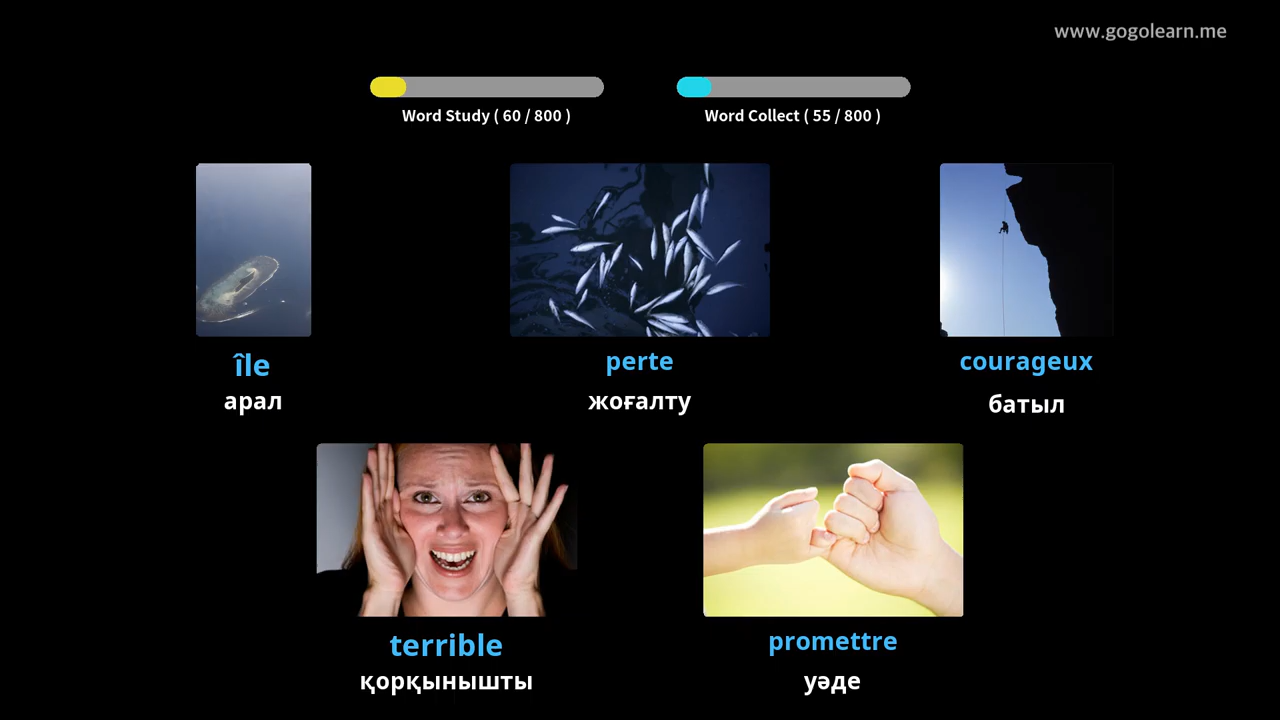 www.gogolearn.me
Word Study ( 60 / 800 )
Word Collect ( 55 / 800 )
île
арал
perte
жоғалту
courageux
батыл
terrible
қорқынышты
promettre
уәде